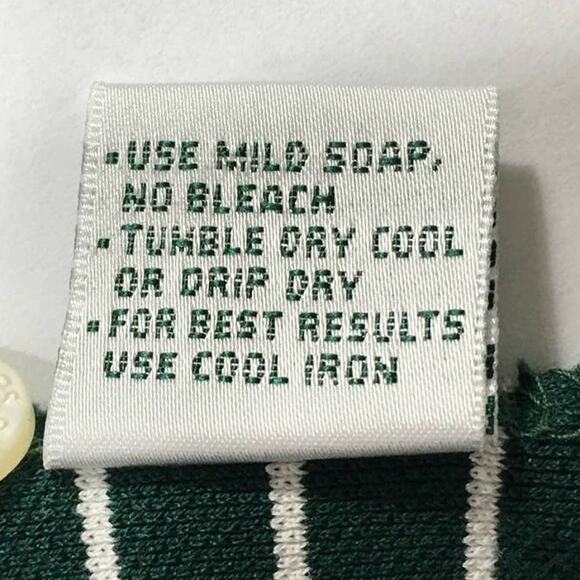 ▪USE MILD SOAP,
NO BLEACH
▪TUMBLE DRY COOL
OR DRIP DRY
▪FOR BEST RESULTS
USE COOL IRON